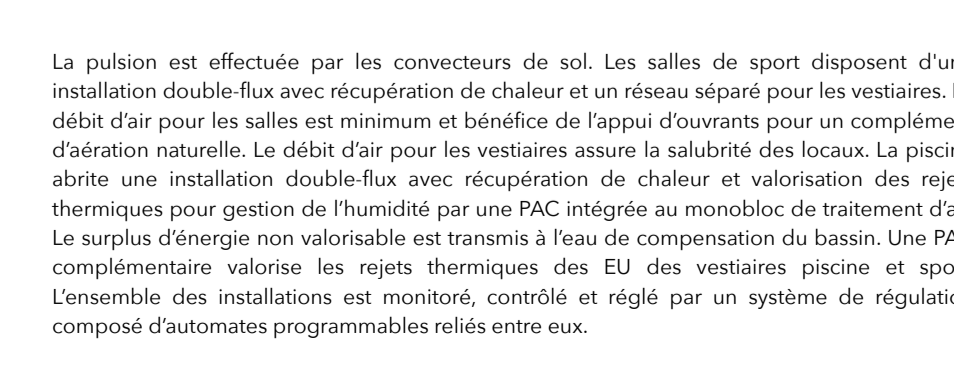 La pulsion est effectuée par les convecteurs de sol. Les salles de sport disposent d'un
installation double-flux avec récupération de chaleur et un réseau séparé pour les vestiaires.
débit d’air pour les salles est minimum et bénéfice de l’appui d’ouvrants pour un compléme
d’aération naturelle. Le débit d’air pour les vestiaires assure la salubrité des locaux. La pisci
abrite une installation double-flux avec récupération de chaleur et valorisation des reje
thermiques pour gestion de l’humidité par une PAC intégrée au monobloc de traitement d’a
Le surplus d’énergie non valorisable est transmis à l’eau de compensation du bassin. Une PA
complémentaire valorise les rejets thermiques des EU des vestiaires piscine et spo
L’ensemble des installations est monitoré, contrôlé et réglé par un système de régulatio
composé d’automates programmables reliés entre eux.